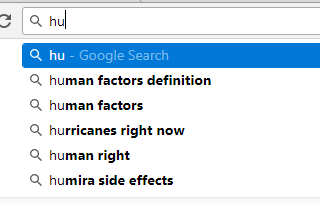 hu
hu - Google Search
human factors definition
human factors
hurricanes right now
human right
humira side effects